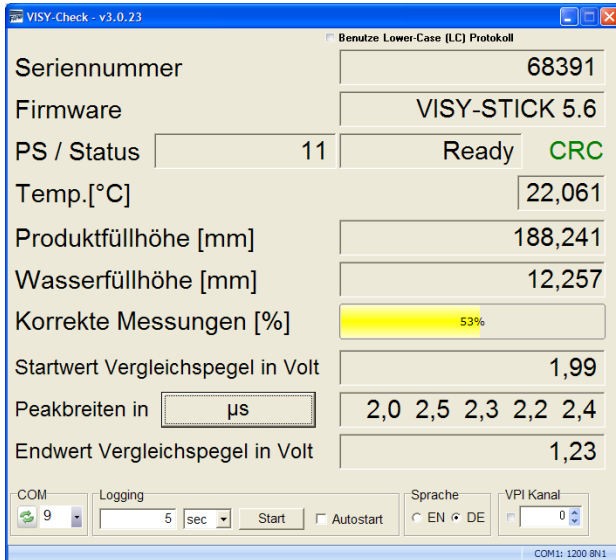 VISY-Check - v3.0.23
Benutze Lower-Case (LC) Protokoll
Seriennummer 68391
Firmware VISY-STICK 5.6
PS / Status 11 Ready CRC
Temp.[°C] 22,061
Produktfüllhöhe [mm] 188,241
Wasserfüllhöhe [mm] 12,257
Korrekte Messungen [%] 53%
Startwert Vergleichspegel in Volt 1,99
Peakbreiten in µs 2,0 2,5 2,3 2,2 2,4
Endwert Vergleichspegel in Volt 1,23
COM Logging Sprache VPI Kanal
9 5 sec Start Autostart EN DE 0
COM1: 1200 8N1